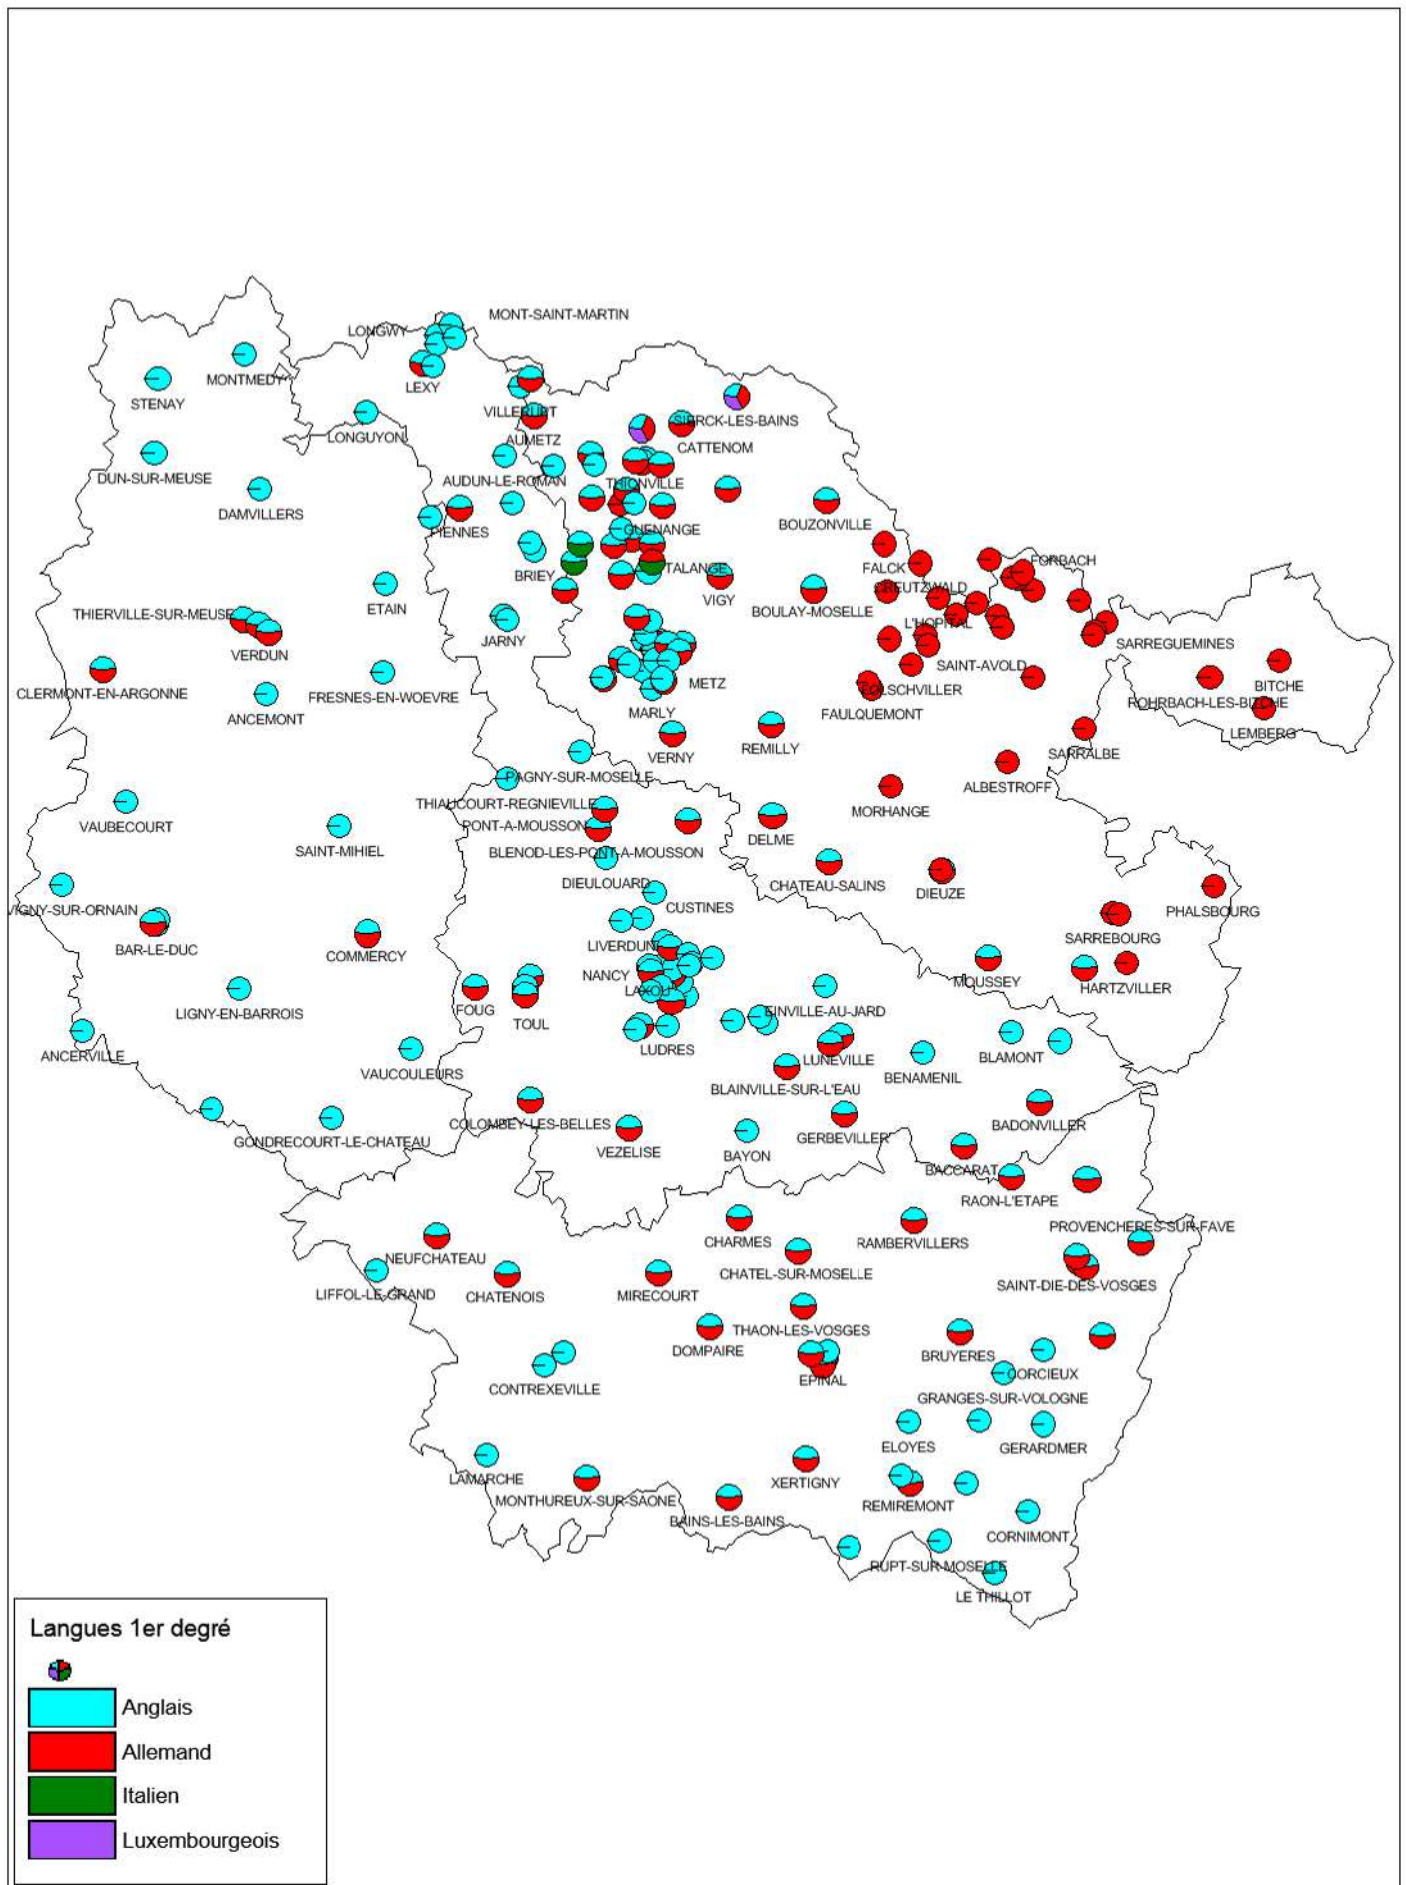 MONT-SAINT-MARTIN
LONGWY
MONTMEDY
LEXY
STENAY
VILLERUPT
SIERCK-LES-BAINS
LONGUYON
AUMETZ
CATTENOM
DUN-SUR-MEUSE
AUDUN-LE-ROMAN
THIONVILLE
DAMVILLERS
BOUZONVILLE
PIENNES
GUENANGE
FORBACH
BRIEY
TALANGE
FALCK
ETAIN
VIGY
CREUTZWALD
BOULAY-MOSELLE
THIERVILLE-SUR-MEUSE
L'HOPITAL
JARNY
SARREGUEMINES
VERDUN
SAINT-AVOLD
METZ
BITCHE
CLERMONT-EN-ARGONNE
FRESNES-EN-WOEVRE
FOLSCHVILLER
ROHRBACH-LES-BITCHE
ANCEMONT
MARLY
FAULQUEMONT
LEMBERG
REMILLY
VERNY
SARRALBE
PAGNY-SUR-MOSELLE
ALBESTROFF
THIAUCOURT-REGNIEVILLE
MORHANGE
VAUBECOURT
PONT-A-MOUSSON
DELME
SAINT-MIHIEL
BLENOD-LES-PONT-A-MOUSSON
DIEULOUARD
CHATEAU-SALINS
DIEUZE
VIGNY-SUR-ORNAIN
CUSTINES
PHALSBOURG
SARREBOURG
BAR-LE-DUC
LIVERDUN
COMMERCY
NANCY
MOUSSEY
HARTZVILLER
LAXOU
FOUG
LIGNY-EN-BARROIS
EINVILLE-AU-JARD
TOUL
ANCERVILLE
LUDRES
LUNEVILLE
BLAMONT
VAUCOULEURS
BENAMENIL
BLAINVILLE-SUR-L'EAU
COLOMBEY-LES-BELLES
BADONVILLER
GERBEVILLER
GONDRECOURT-LE-CHATEAU
VEZELISE
BAYON
BACCARAT
RAON-L'ETAPE
PROVENCHERES-SUR-FAVE
CHARMES
RAMBERVILLERS
NEUFCHATEAU
CHATEL-SUR-MOSELLE
SAINT-DIE-DES-VOSGES
LIFFOL-LE-GRAND
CHATENOIS
MIRECOURT
THAON-LES-VOSGES
DOMPAIRE
BRUYERES
CORCIEUX
EPINAL
CONTREXEVILLE
GRANGES-SUR-VOLOGNE
ELOYES
GERARDMER
LAMARCHE
XERTIGNY
MONTHUREUX-SUR-SAONE
REMIREMONT
BAINS-LES-BAINS
CORNIMONT
RUPT-SUR-MOSELLE
LE THILLOT
Langues 1er degré
Anglais
Allemand
Italien
Luxembourgeois